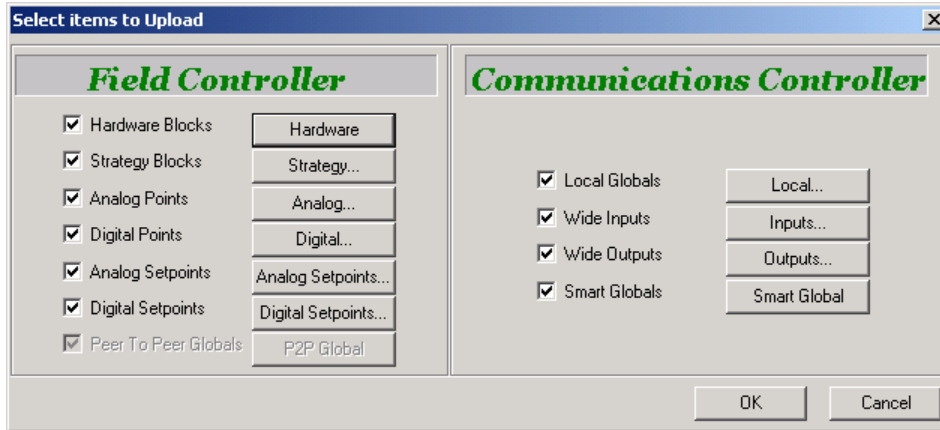 Select items to Upload
Field Controller
Hardware Blocks
Hardware
Strategy Blocks
Strategy...
Analog Points
Analog...
Digital Points
Digital...
Analog Setpoints
Analog Setpoints...
Digital Setpoints
Digital Setpoints...
Peer To Peer Globals
P2P Global
Communications Controller
Local Globals
Local...
Wide Inputs
Inputs...
Wide Outputs
Outputs...
Smart Globals
Smart Global
OK
Cancel